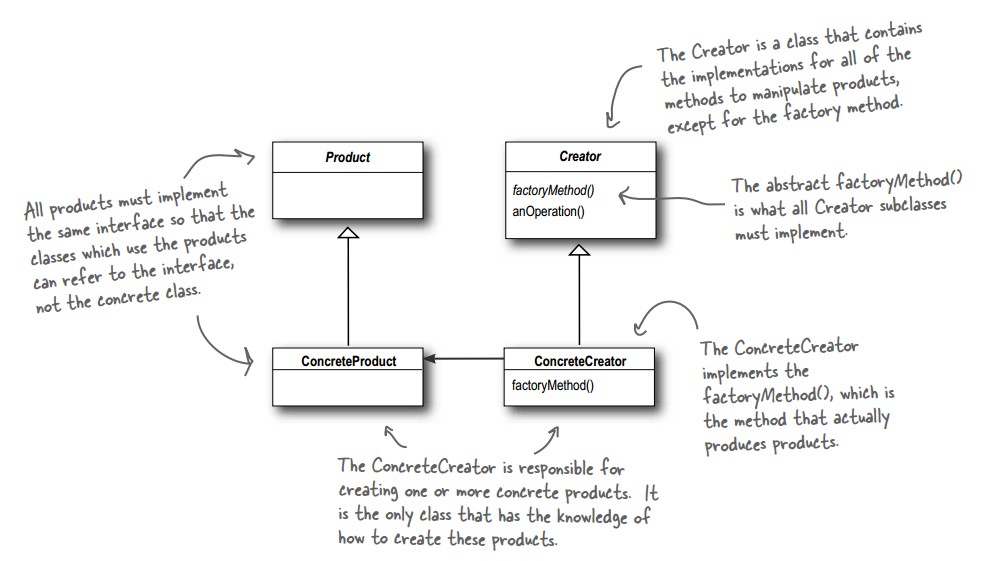 The Creator is a class that contains
the implementations for all of the
methods to manipulate products,
except for the factory method.
Product
Creator
factoryMethod()
anOperation()
The abstract factoryMethod()
is what all Creator subclasses
must implement.
All products must implement
the same interface so that the
classes which use the products
can refer to the interface,
not the concrete class.
ConcreteProduct
ConcreteCreator
factoryMethod()
The ConcreteCreator
implements the
factoryMethod(), which is
the method that actually
produces products.
The ConcreteCreator is responsible for
creating one or more concrete products. It
is the only class that has the knowledge of
how to create these products.